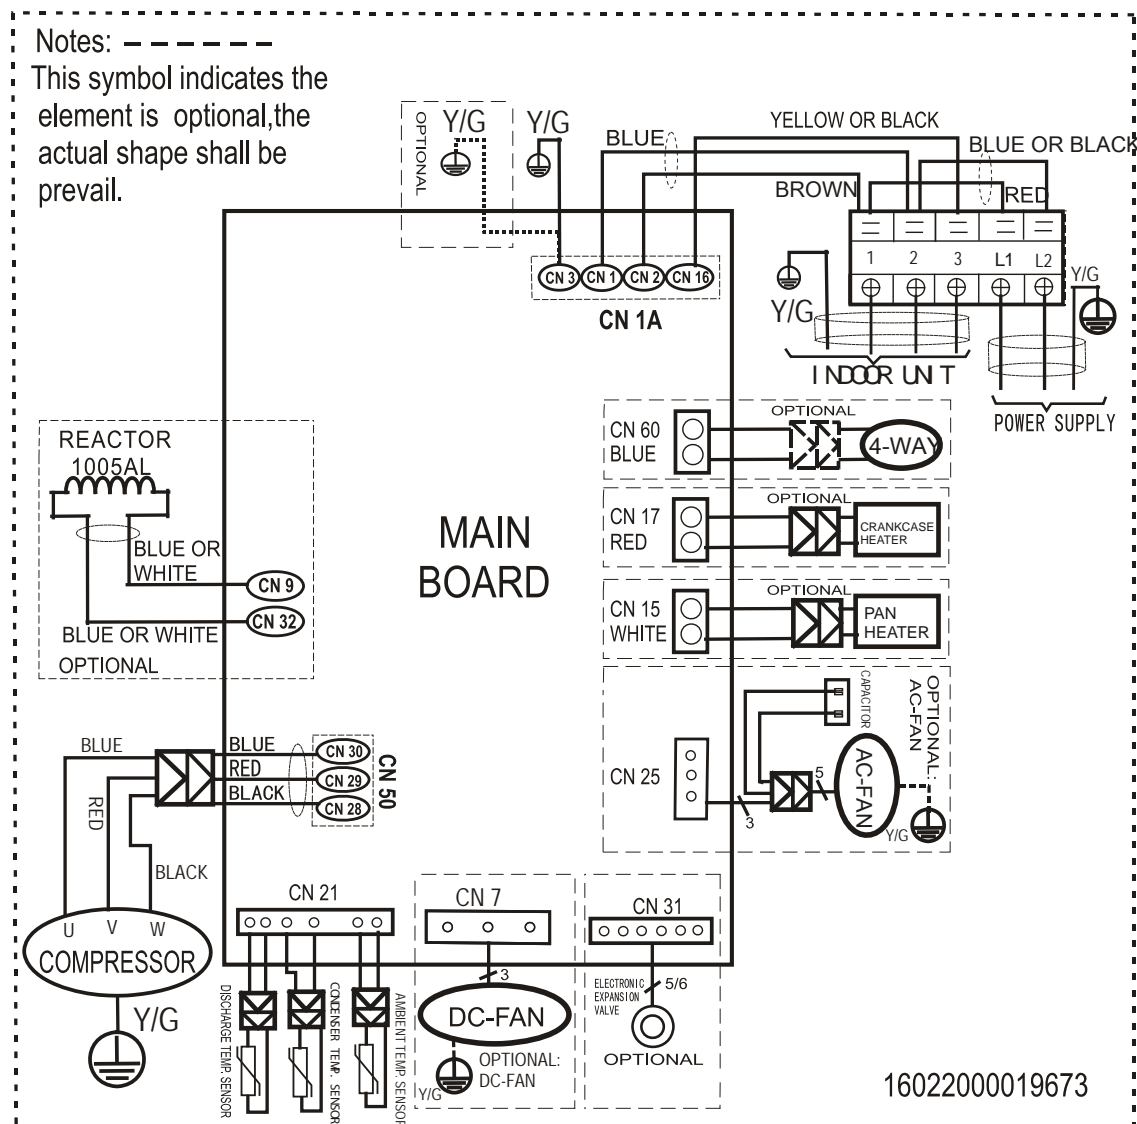 Notes:
This symbol indicates the
element is optional,the
actual shape shall be
prevail.
OPTIONAL
Y/G
Y/G
BLUE
YELLOW OR BLACK
BLUE OR BLACK
BROWN
RED
CN 3
CN 1
CN 2
CN 16
CN 1A
1
2
3
L1
L2
Y/G
Y/G
INDOOR UNIT
POWER SUPPLY
REACTOR
1005AL
BLUE OR
WHITE
CN 9
CN 32
BLUE OR WHITE
OPTIONAL
MAIN
BOARD
CN 60
BLUE
OPTIONAL
4-WAY
CN 17
RED
OPTIONAL
CRANKCASE
HEATER
CN 15
WHITE
OPTIONAL
PAN
HEATER
CN 25
3
CAPACITOR
5
AC-FAN
OPTIONAL:
AC-FAN
Y/G
BLUE
RED
BLACK
BLUE
RED
BLACK
CN 30
CN 29
CN 28
CN 50
U
V
W
COMPRESSOR
Y/G
CN 21
DISCHARGE TEMP. SENSOR
CONDENSER TEMP. SENSOR
AMBIENT TEMP. SENSOR
CN 7
3
DC-FAN
Y/G
OPTIONAL:
DC-FAN
CN 31
ELECTRONIC
EXPANSION
VALVE
5/6
OPTIONAL
16022000019673